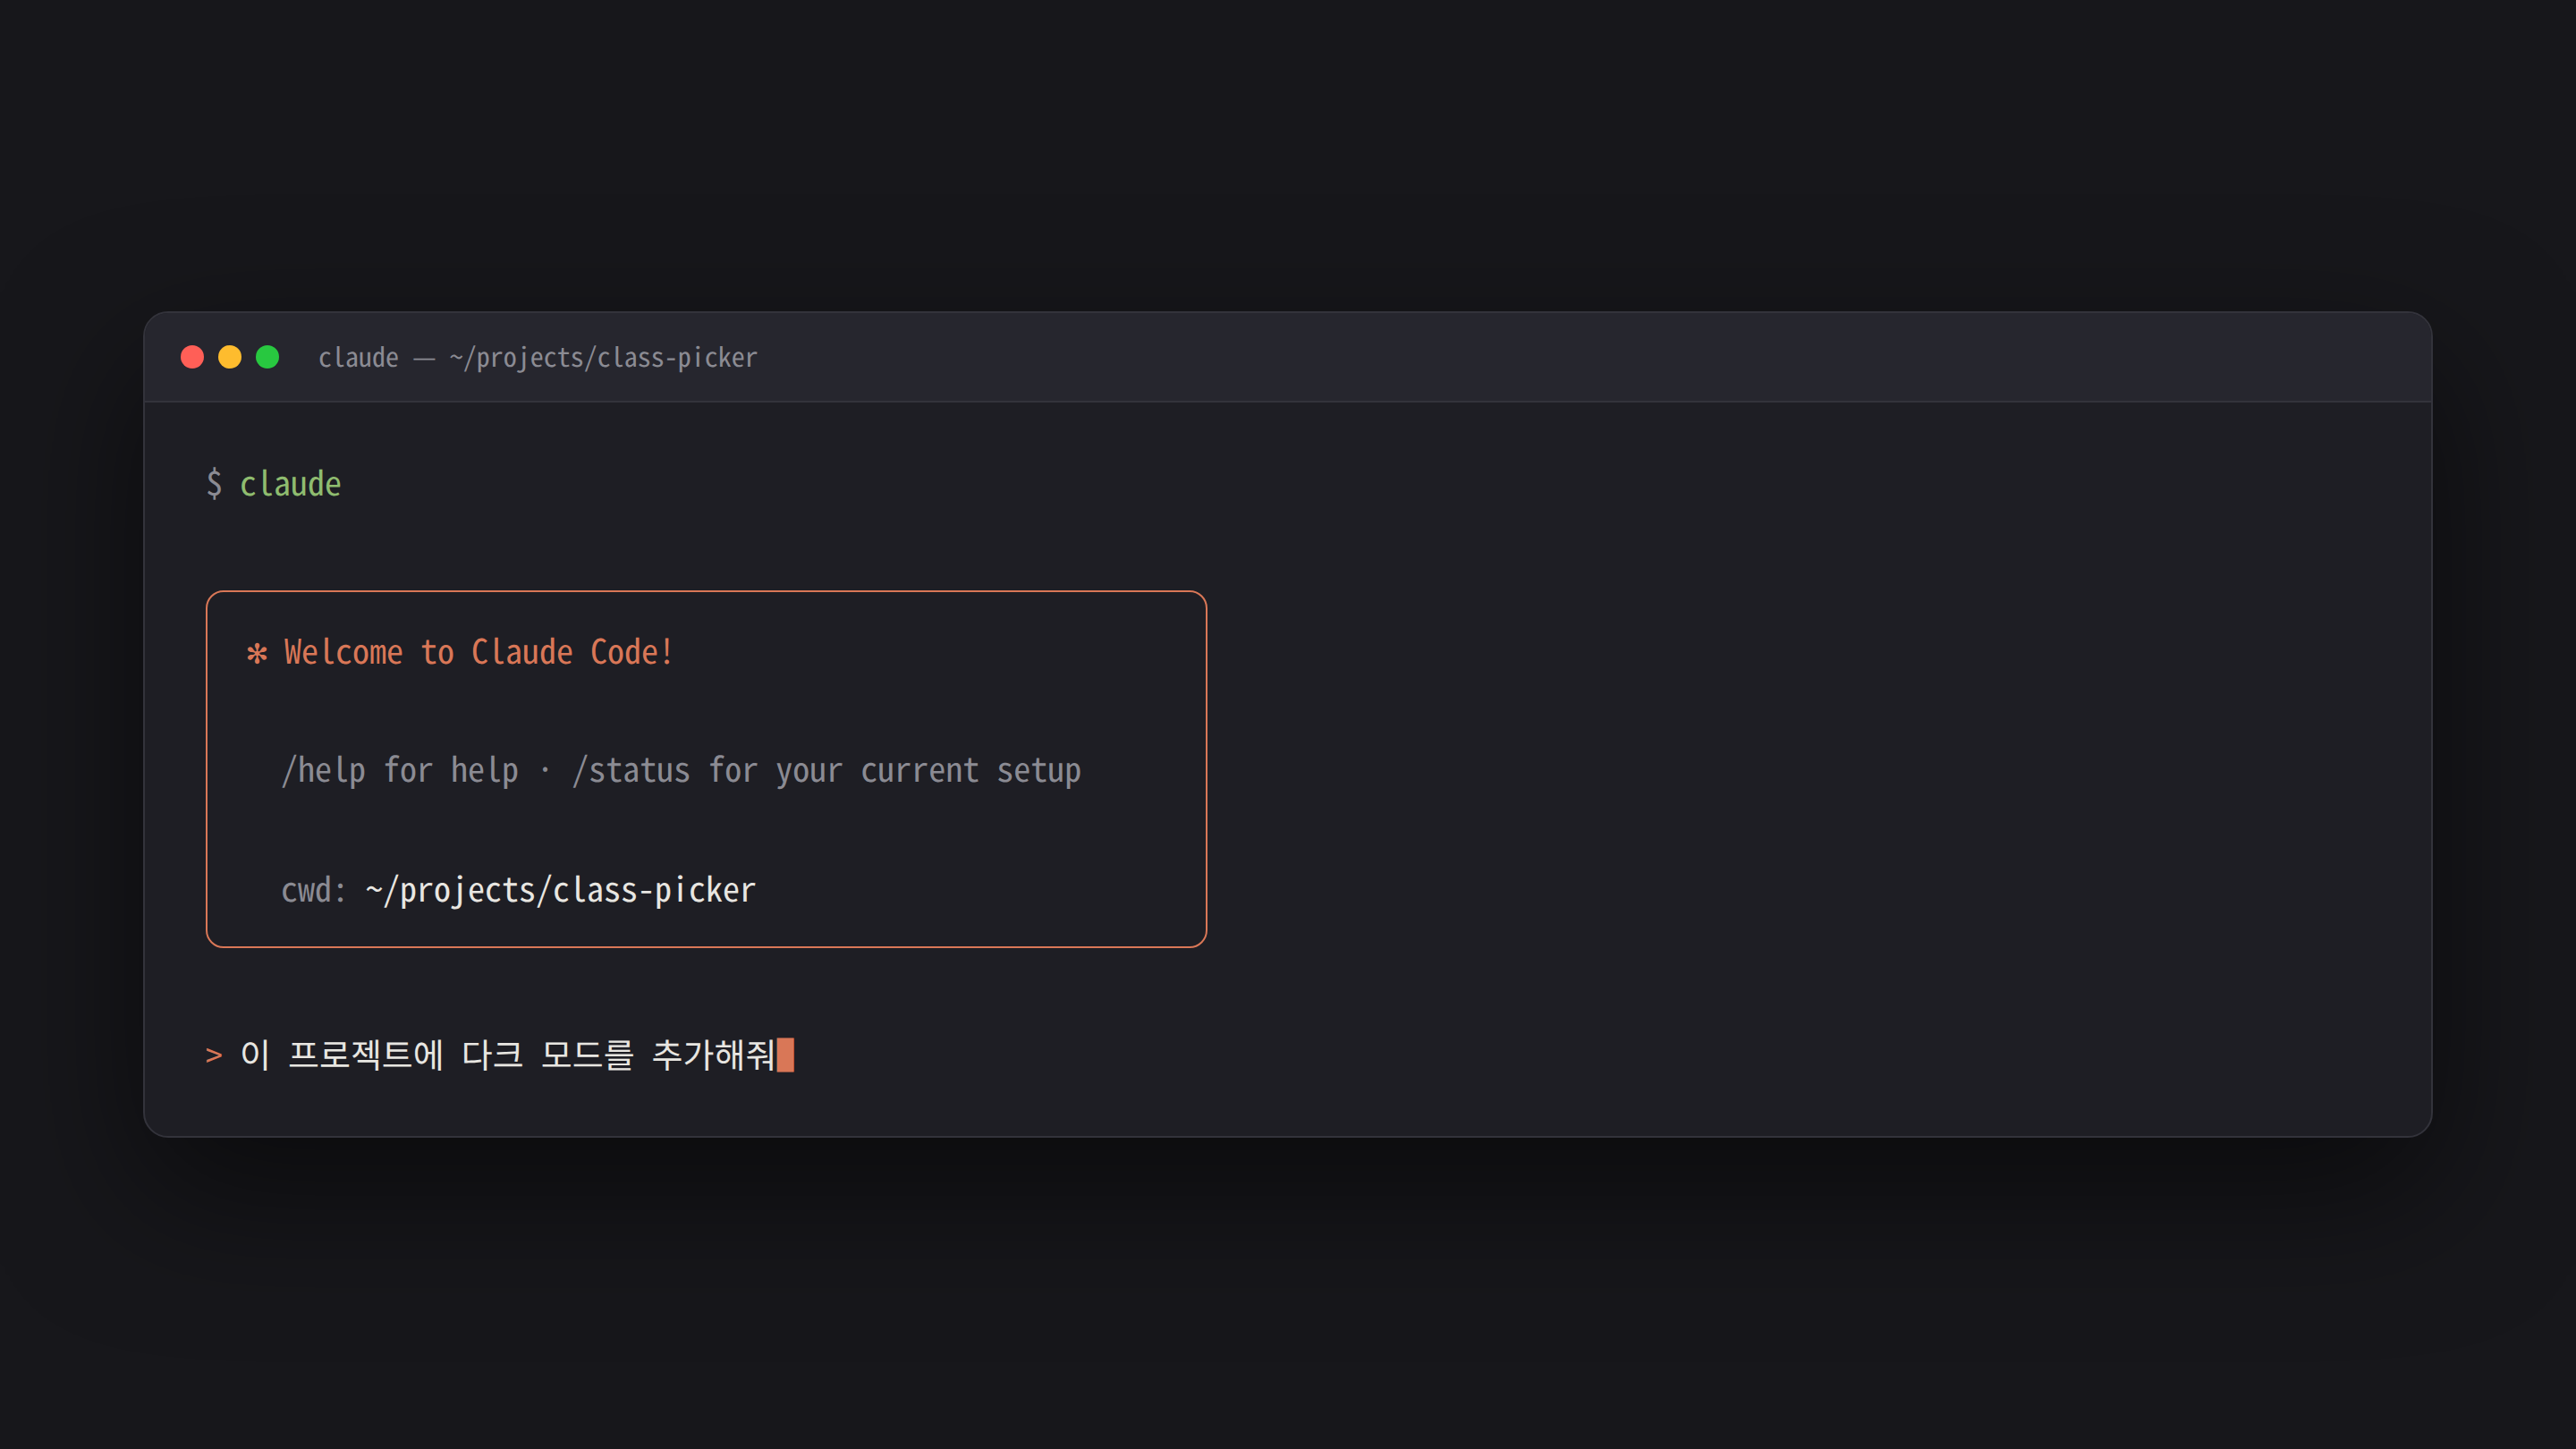 claude — ~/projects/class-picker
$ claude
✻ Welcome to Claude Code!
/help for help · /status for your current setup
cwd: ~/projects/class-picker
> 이 프로젝트에 다크 모드를 추가해줘